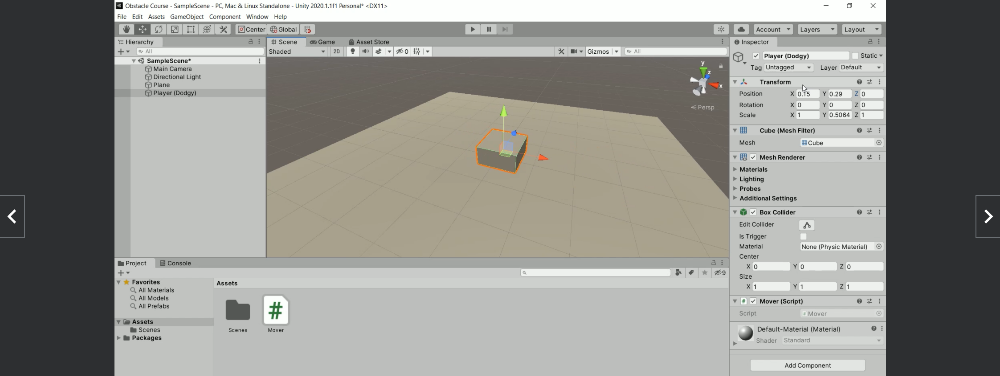 Obstacle Course - SampleScene - PC, Mac & Linux Standalone - Unity 2020.1.1f1 Personal* <DX11>
File Edit Assets GameObject Component Window Help
Center Global Account Layers Layout
Hierarchy
All
SampleScene*
Main Camera
Directional Light
Plane
Player (Dodgy)
Scene Game Asset Store
Shaded 2D 0 Gizmos All
y
z
x
Persp
Inspector
Player (Dodgy) Static
Tag Untagged Layer Default
Transform
Position X 0.15 Y 0.29 Z 0
Rotation X 0 Y 0 Z 0
Scale X 1 Y 0.5064 Z 1
Cube (Mesh Filter)
Mesh Cube
Mesh Renderer
Materials
Lighting
Probes
Additional Settings
Box Collider
Edit Collider
Is Trigger
Material None (Physic Material)
Center
X 0 Y 0 Z 0
Size
X 1 Y 1 Z 1
Mover (Script)
Script # Mover
Default-Material (Material)
Shader Standard
Add Component
Project Console
9
Favorites
All Materials
All Models
All Prefabs
Assets
Scenes
Packages
Assets
#
Scenes Mover